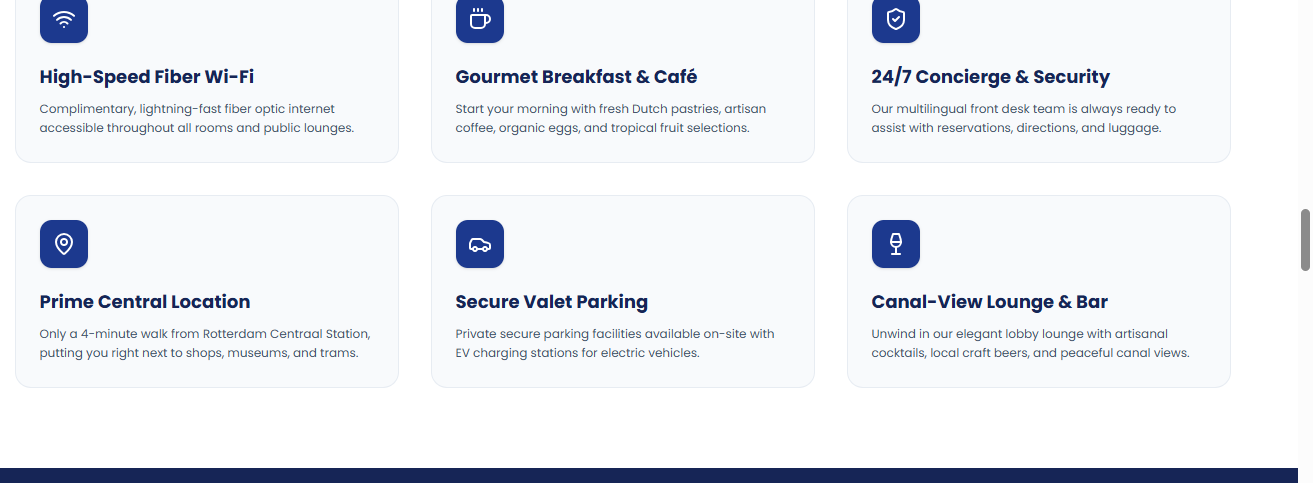 High-Speed Fiber Wi-Fi
Complimentary, lightning-fast fiber optic internet
accessible throughout all rooms and public lounges.
Gourmet Breakfast & Café
Start your morning with fresh Dutch pastries, artisan
coffee, organic eggs, and tropical fruit selections.
24/7 Concierge & Security
Our multilingual front desk team is always ready to
assist with reservations, directions, and luggage.
Prime Central Location
Only a 4-minute walk from Rotterdam Centraal Station,
putting you right next to shops, museums, and trams.
Secure Valet Parking
Private secure parking facilities available on-site with
EV charging stations for electric vehicles.
Canal-View Lounge & Bar
Unwind in our elegant lobby lounge with artisanal
cocktails, local craft beers, and peaceful canal views.